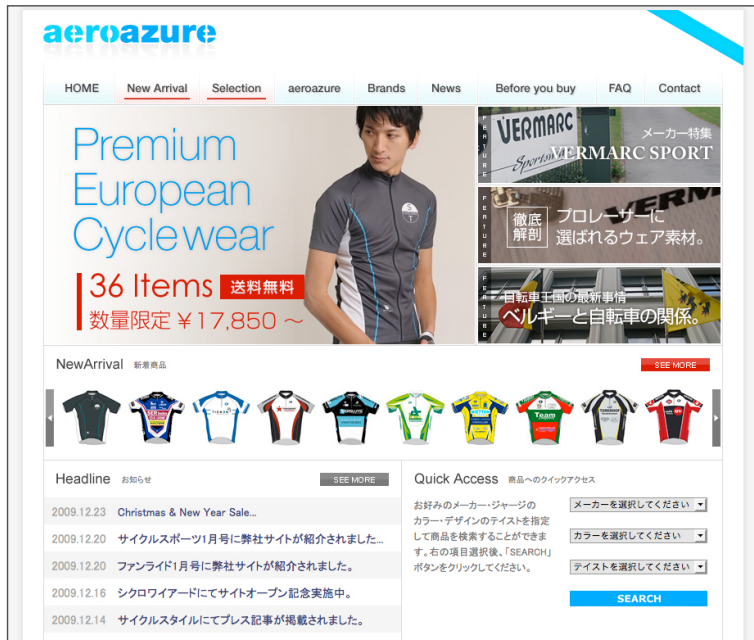 aeroazure
HOME New Arrival Selection aeroazure Brands News Before you buy FAQ Contact
Premium
European
Cyclewear
36 Items 送料無料
数量限定 ¥17,850 ～
FEATURE
VERMARC
Sportswear
メーカー特集
VERMARC SPORT
FEATURE
VERM
徹底解剖
プロレーサーに
選ばれるウェア素材。
FEATURE
自転車王国の最新事情
ベルギーと自転車の関係。
NewArrival 新着商品 SEE MORE
Headline お知らせ SEE MORE
2009.12.23 Christmas & New Year Sale...
2009.12.20 サイクルスポーツ1月号に弊社サイトが紹介されました...
2009.12.20 ファンライド1月号に弊社サイトが紹介されました。
2009.12.16 シクロワイアードにてサイトオープン記念実施中。
2009.12.14 サイクルスタイルにてプレス記事が掲載されました。
Quick Access 商品へのクイックアクセス
お好みのメーカー・ジャージの
カラー・デザインのテイストを指定
して商品を検索することができま
す。右の項目選択後、「SEARCH」
ボタンをクリックしてください。
メーカーを選択してください
カラーを選択してください
テイストを選択してください
SEARCH